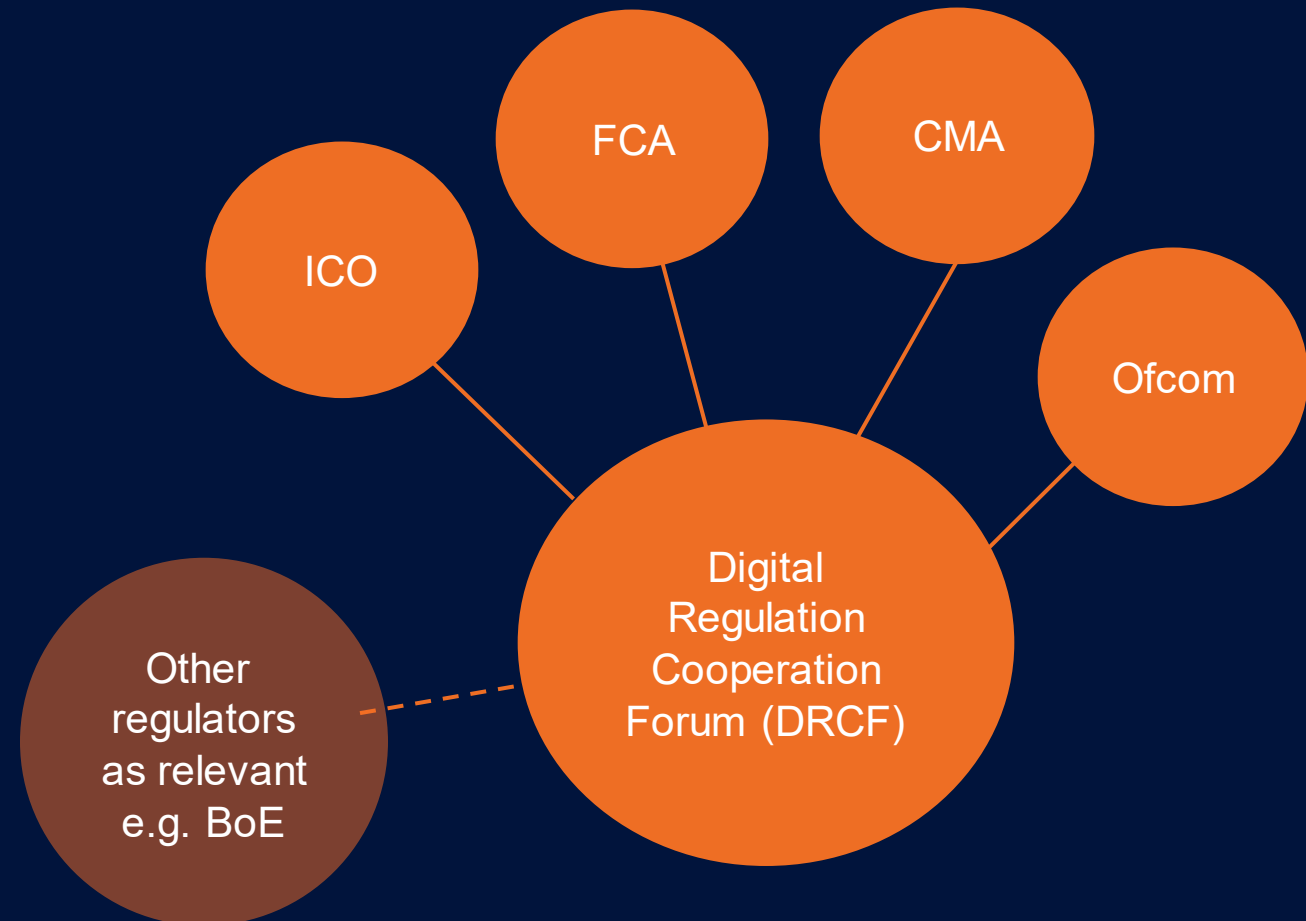 FCA
CMA
ICO
Ofcom
Digital
Regulation
Cooperation
Forum (DRCF)
Other
regulators
as relevant
e.g. BoE